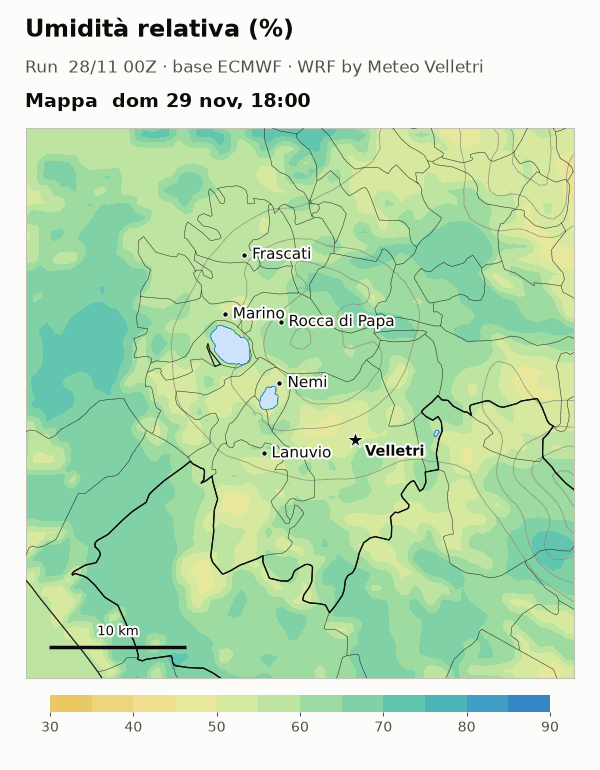 Umidità relativa (%)
Run  28/11 00Z · base ECMWF · WRF by Meteo Velletri
Mappa  dom 29 nov, 18:00
Frascati
Marino
Rocca di Papa
Nemi
Velletri
Lanuvio
10 km
30 40 50 60 70 80 90